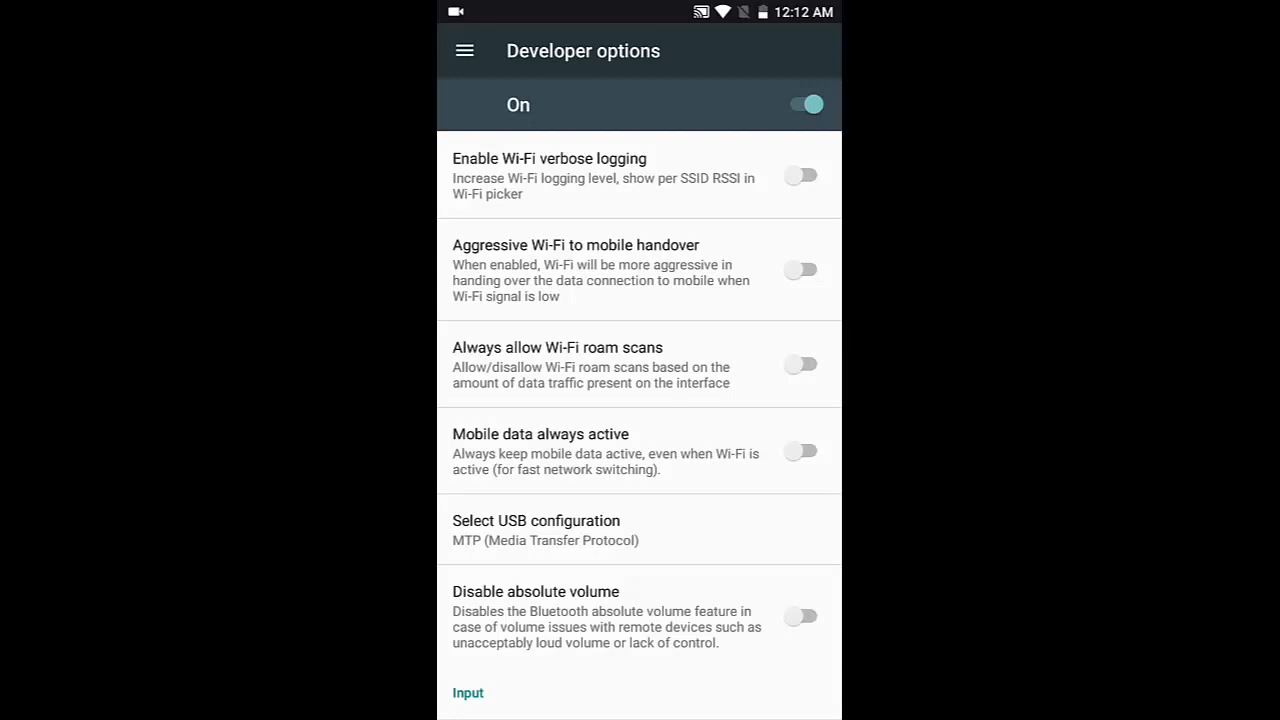 12:12 AM
Developer options
On
Enable Wi-Fi verbose logging
Increase Wi-Fi logging level, show per SSID RSSI in
Wi-Fi picker
Aggressive Wi-Fi to mobile handover
When enabled, Wi-Fi will be more aggressive in
handing over the data connection to mobile when
Wi-Fi signal is low
Always allow Wi-Fi roam scans
Allow/disallow Wi-Fi roam scans based on the
amount of data traffic present on the interface
Mobile data always active
Always keep mobile data active, even when Wi-Fi is
active (for fast network switching).
Select USB configuration
MTP (Media Transfer Protocol)
Disable absolute volume
Disables the Bluetooth absolute volume feature in
case of volume issues with remote devices such as
unacceptably loud volume or lack of control.
Input